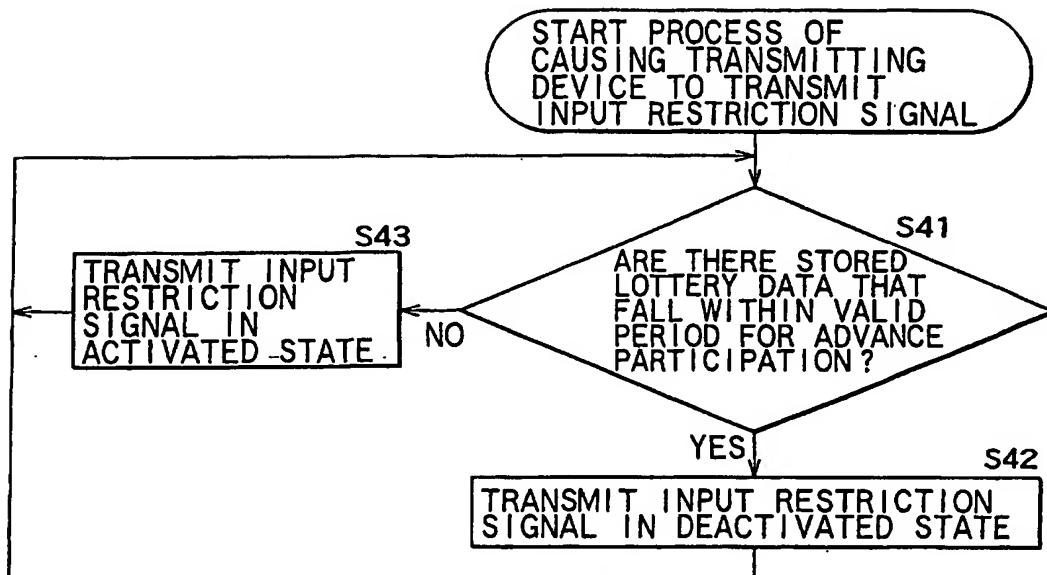 START PROCESS OF
CAUSING TRANSMITTING
DEVICE TO TRANSMIT
INPUT RESTRICTION SIGNAL
S41
ARE THERE STORED
LOTTERY DATA THAT
FALL WITHIN VALID
PERIOD FOR ADVANCE
PARTICIPATION?
S43
TRANSMIT INPUT
RESTRICTION
SIGNAL IN
ACTIVATED STATE
NO
YES
S42
TRANSMIT INPUT RESTRICTION
SIGNAL IN DEACTIVATED STATE